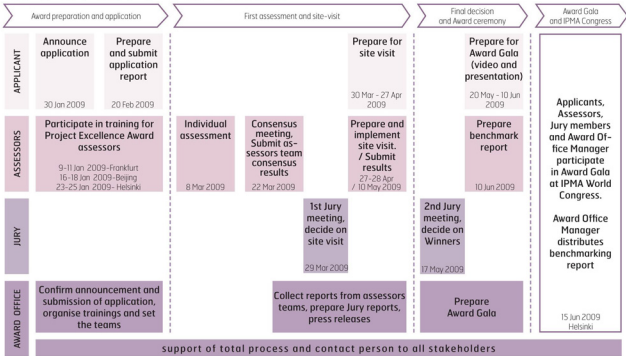 Award preparation and application
First assessment and site-visit
Final decision
and Award ceremony
Award Gala
and IPMA Congress
APPLICANT
Announce
application
30 Jan 2009
Prepare
and submit
application
report
20 Feb 2009
Prepare for
site visit
30 Mar - 27 Apr
2009
Prepare for
Award Gala
(video and
presentation)
20 May - 10 Jun
2009
ASSESSORS
Participate in training for
Project Excellence Award
assessors
9-11 Jan 2009-Frankfurt
16-18 Jan 2009-Beijing
23-25 Jan 2009- Helsinki
Individual
assessment
8 Mar 2009
Consensus
meeting,
Submit as-
sessors team
consensus
results
22 Mar 2009
Prepare and
implement
site visit.
/ Submit
results
27-28 Apr
/ 10 May 2009
Prepare
benchmark
report
10 Jun 2009
JURY
1st Jury
meeting,
decide on
site visit
29 Mar 2009
2nd Jury
meeting,
decide on
Winners
17 May 2009
AWARD OFFICE
Confirm announcement and
submission of application,
organise trainings and set
the teams
Collect reports from assessors
teams, prepare Jury reports,
press releases
Prepare
Award Gala
Applicants,
Assessors,
Jury members
and Award Of-
fice Manager
participate
in Award Gala
at IPMA World
Congress.
Award Office
Manager
distributes
benchmarking
report
15 Jun 2009
Helsinki
support of total process and contact person to all stakeholders